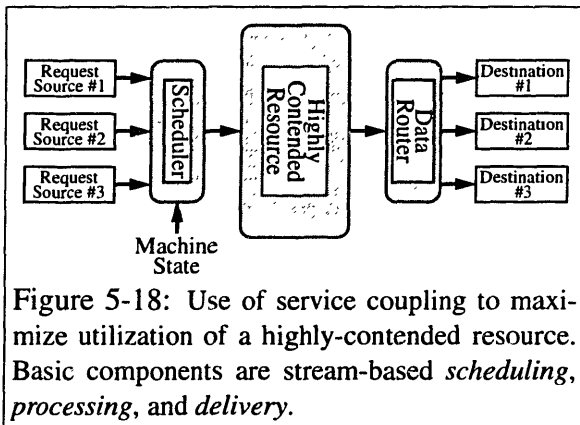 Request
Source #1
Request
Source #2
Request
Source #3
Scheduler
Machine
State
Highly
Contended
Resource
Data
Router
Destination
#1
Destination
#2
Destination
#3
Figure 5-18: Use of service coupling to maxi-
mize utilization of a highly-contended resource.
Basic components are stream-based scheduling,
processing, and delivery.